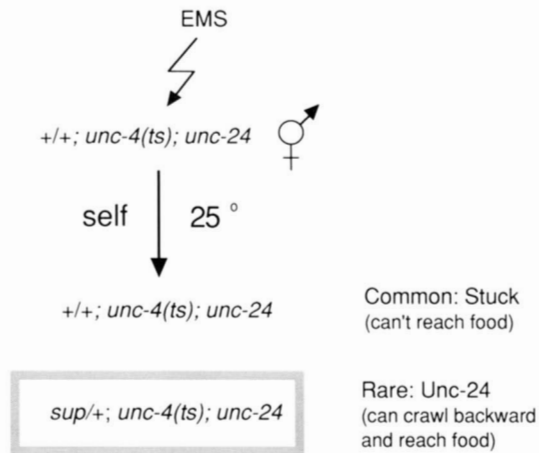 EMS
+/+; unc-4(ts); unc-24
self 25 °
+/+; unc-4(ts); unc-24
Common: Stuck
(can't reach food)
sup/+; unc-4(ts); unc-24
Rare: Unc-24
(can crawl backward
and reach food)